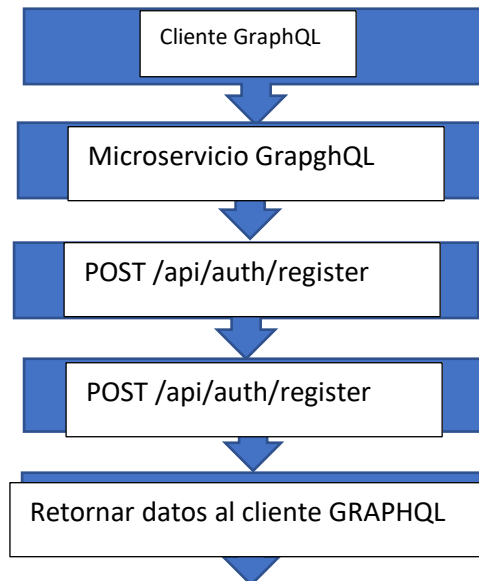 Cliente GraphQL
Microservicio GrapghQL
POST /api/auth/register
POST /api/auth/register
Retornar datos al cliente GRAPHQL